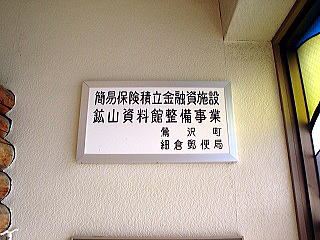 簡易保険積立金融資施設
鉱山資料館整備事業
鶯沢町
細倉郵便局